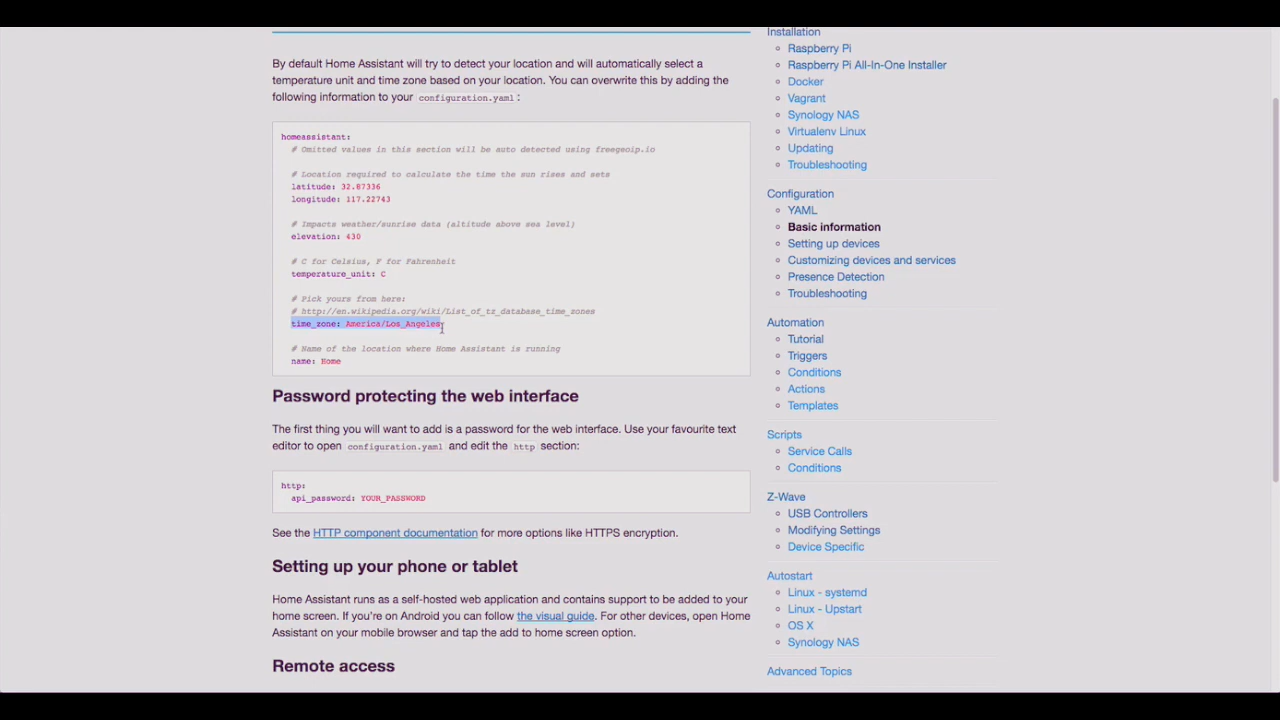 By default Home Assistant will try to detect your location and will automatically select a
temperature unit and time zone based on your location. You can overwrite this by adding the
following information to your configuration.yaml :
homeassistant:
# Omitted values in this section will be auto detected using freegeoip.io
# Location required to calculate the time the sun rises and sets
latitude: 32.87336
longitude: 117.22743
# Impacts weather/sunrise data (altitude above sea level)
elevation: 430
# C for Celsius, F for Fahrenheit
temperature_unit: C
# Pick yours from here:
# http://en.wikipedia.org/wiki/List_of_tz_database_time_zones
time_zone: America/Los_Angeles
# Name of the location where Home Assistant is running
name: Home
Password protecting the web interface
The first thing you will want to add is a password for the web interface. Use your favourite text
editor to open configuration.yaml and edit the http section:
http:
api_password: YOUR_PASSWORD
See the HTTP component documentation for more options like HTTPS encryption.
Setting up your phone or tablet
Home Assistant runs as a self-hosted web application and contains support to be added to your
home screen. If you're on Android you can follow the visual guide. For other devices, open Home
Assistant on your mobile browser and tap the add to home screen option.
Remote access
Installation
Raspberry Pi
Raspberry Pi All-In-One Installer
Docker
Vagrant
Synology NAS
Virtualenv Linux
Updating
Troubleshooting
Configuration
YAML
Basic information
Setting up devices
Customizing devices and services
Presence Detection
Troubleshooting
Automation
Tutorial
Triggers
Conditions
Actions
Templates
Scripts
Service Calls
Conditions
Z-Wave
USB Controllers
Modifying Settings
Device Specific
Autostart
Linux - systemd
Linux - Upstart
OS X
Synology NAS
Advanced Topics